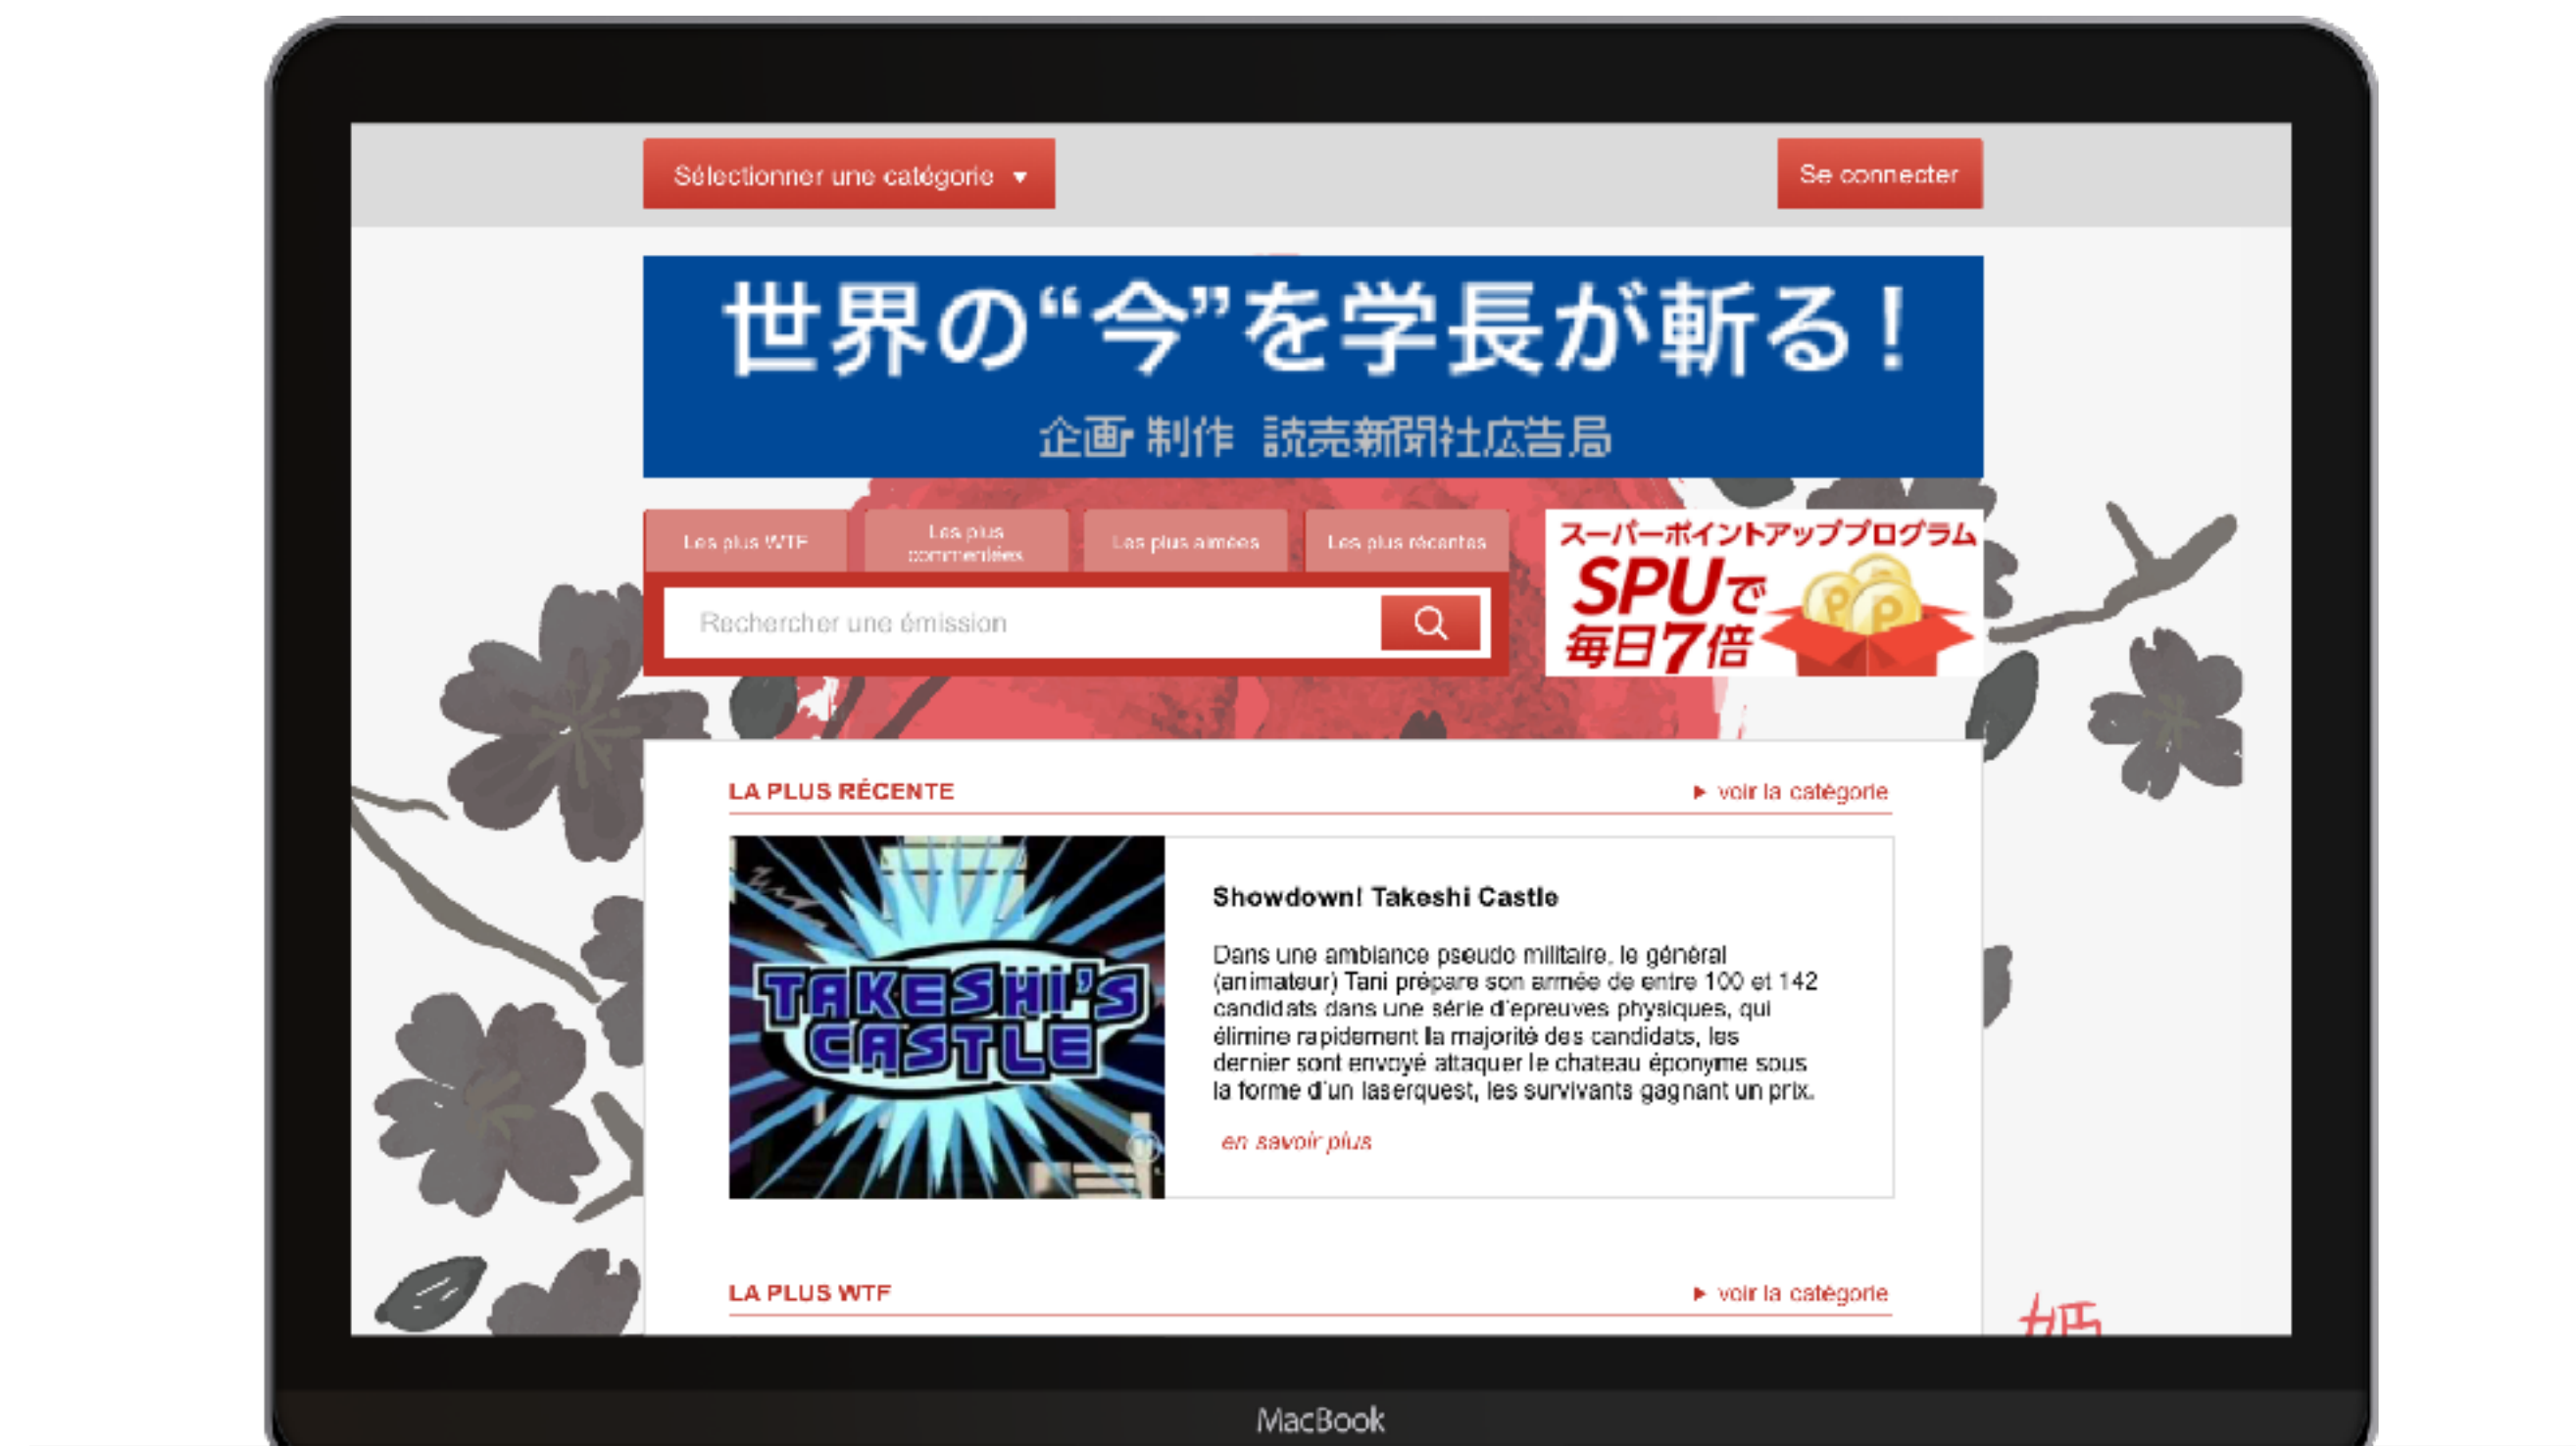 Sélectionner une catégorie
Se connecter
世界の“今”を学長が斬る！
企画・制作 読売新聞社広告局
Les plus WTF
Les plus
commentées
Les plus aimées
Les plus récentes
Rechercher une émission
スーパーポイントアッププログラム
SPUで
毎日7倍
P
P
LA PLUS RÉCENTE
voir la catégorie
TAKESHI'S
CASTLE
Showdown! Takeshi Castle
Dans une ambiance pseudo militaire, le général
(animateur) Tani prépare son armée de entre 100 et 142
candidats dans une série d'epreuves physiques, qui
élimine rapidement la majorité des candidats, les
dernier sont envoyé attaquer le chateau éponyme sous
la forme d'un laserquest, les survivants gagnant un prix.
en savoir plus
LA PLUS WTF
voir la catégorie
MacBook